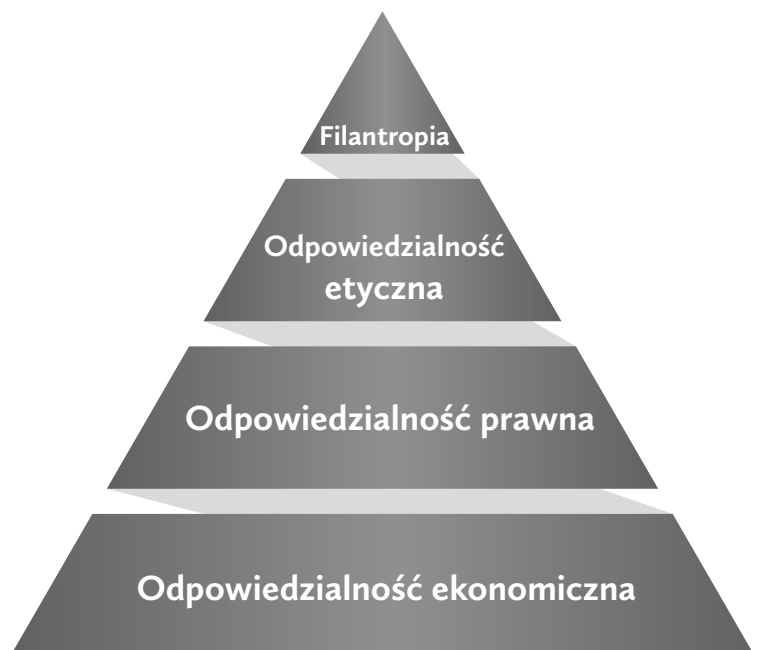 Filantropia
Odpowiedzialność
etyczna
Odpowiedzialność prawna
Odpowiedzialność ekonomiczna